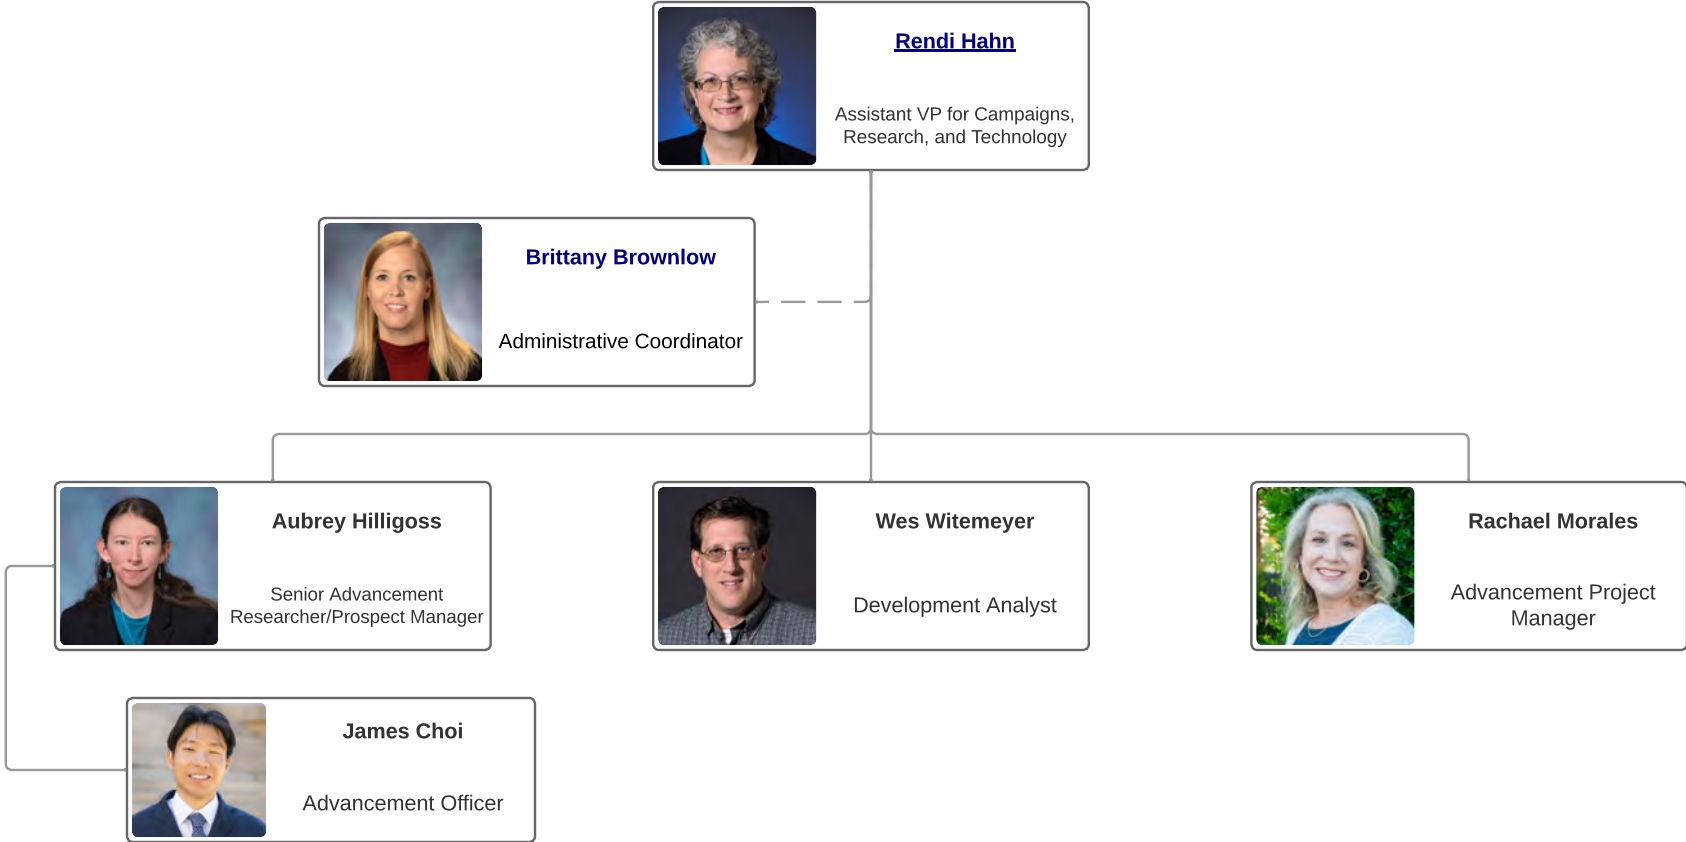 Rendi Hahn
Assistant VP for Campaigns,
Research, and Technology
Brittany Brownlow
Administrative Coordinator
Aubrey Hilligoss
Senior Advancement
Researcher/Prospect Manager
Wes Witemeyer
Development Analyst
Rachael Morales
Advancement Project
Manager
James Choi
Advancement Officer